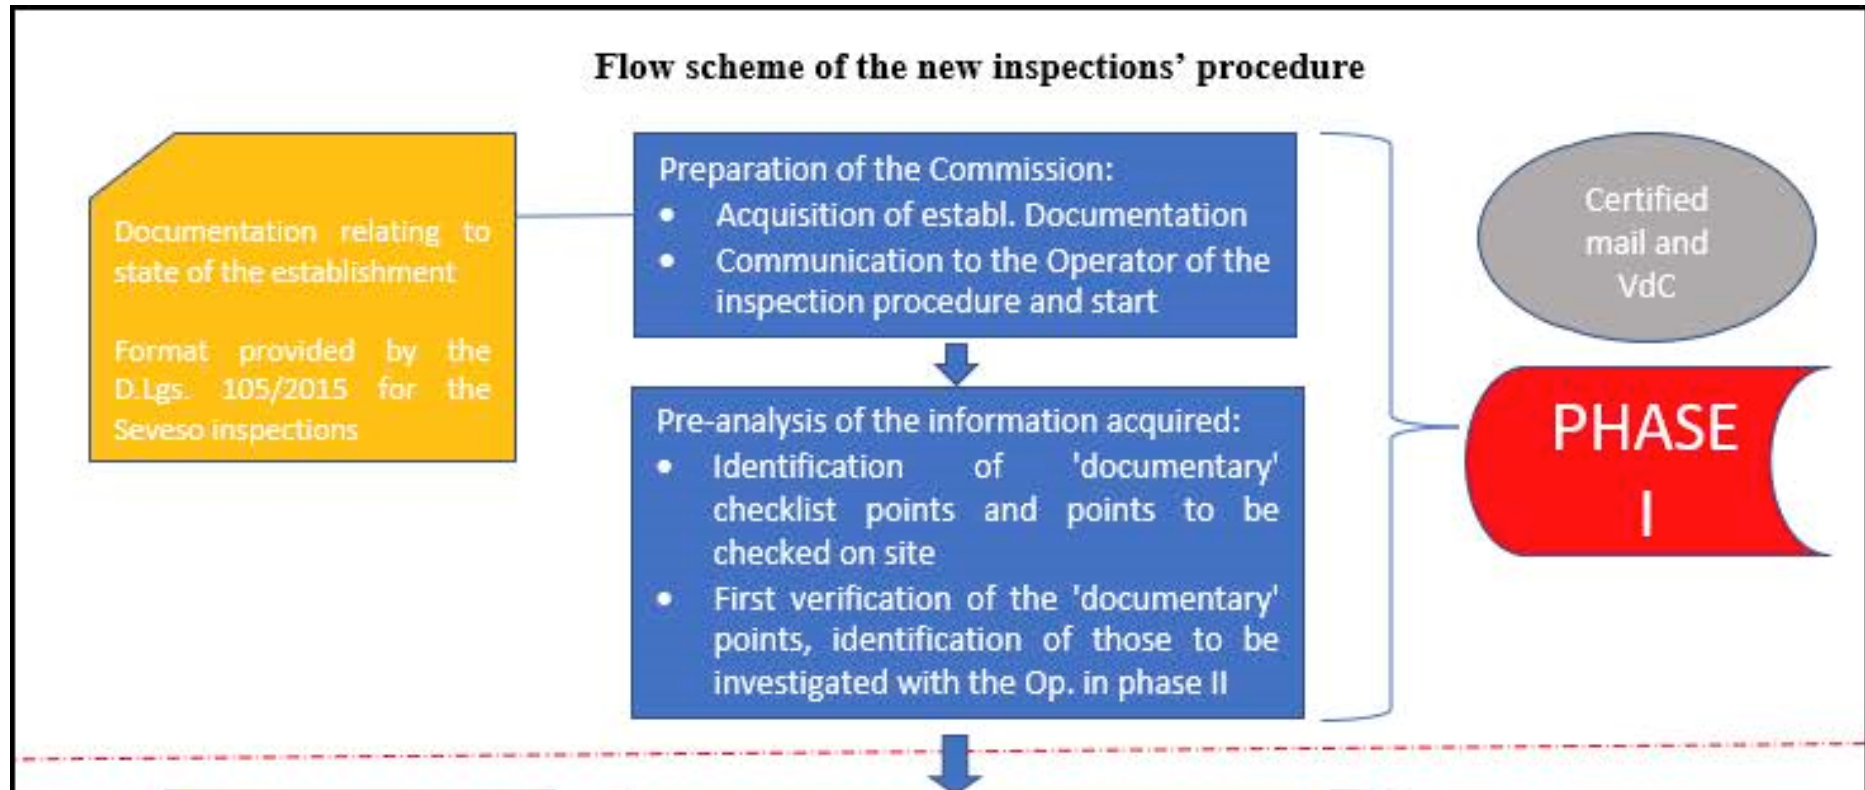 Flow scheme of the new inspections’ procedure
Documentation relating to
state of the establishment
Format provided by the
D.Lgs. 105/2015 for the
Seveso inspections
Preparation of the Commission:
• Acquisition of establ. Documentation
• Communication to the Operator of the
inspection procedure and start
Pre-analysis of the information acquired:
• Identification of 'documentary'
checklist points and points to be
checked on site
• First verification of the 'documentary'
points, identification of those to be
investigated with the Op. in phase II
Certified
mail and
VdC
PHASE
I